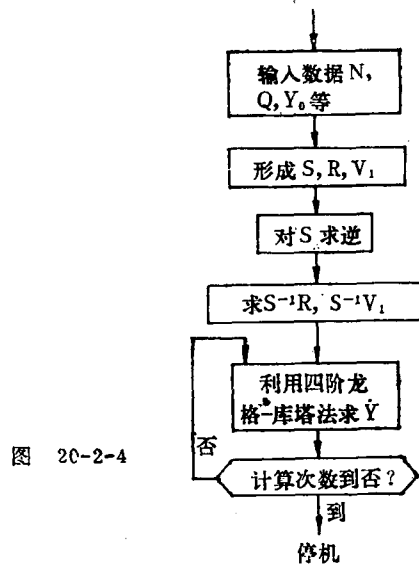 输入数据 N,
Q, Y₀ 等
形成 S, R, V₁
对 S 求逆
求S⁻¹R, S⁻¹V₁
利用四阶龙
格-库塔法求 Ẏ
否
图 20-2-4
计算次数到否？
到
停机